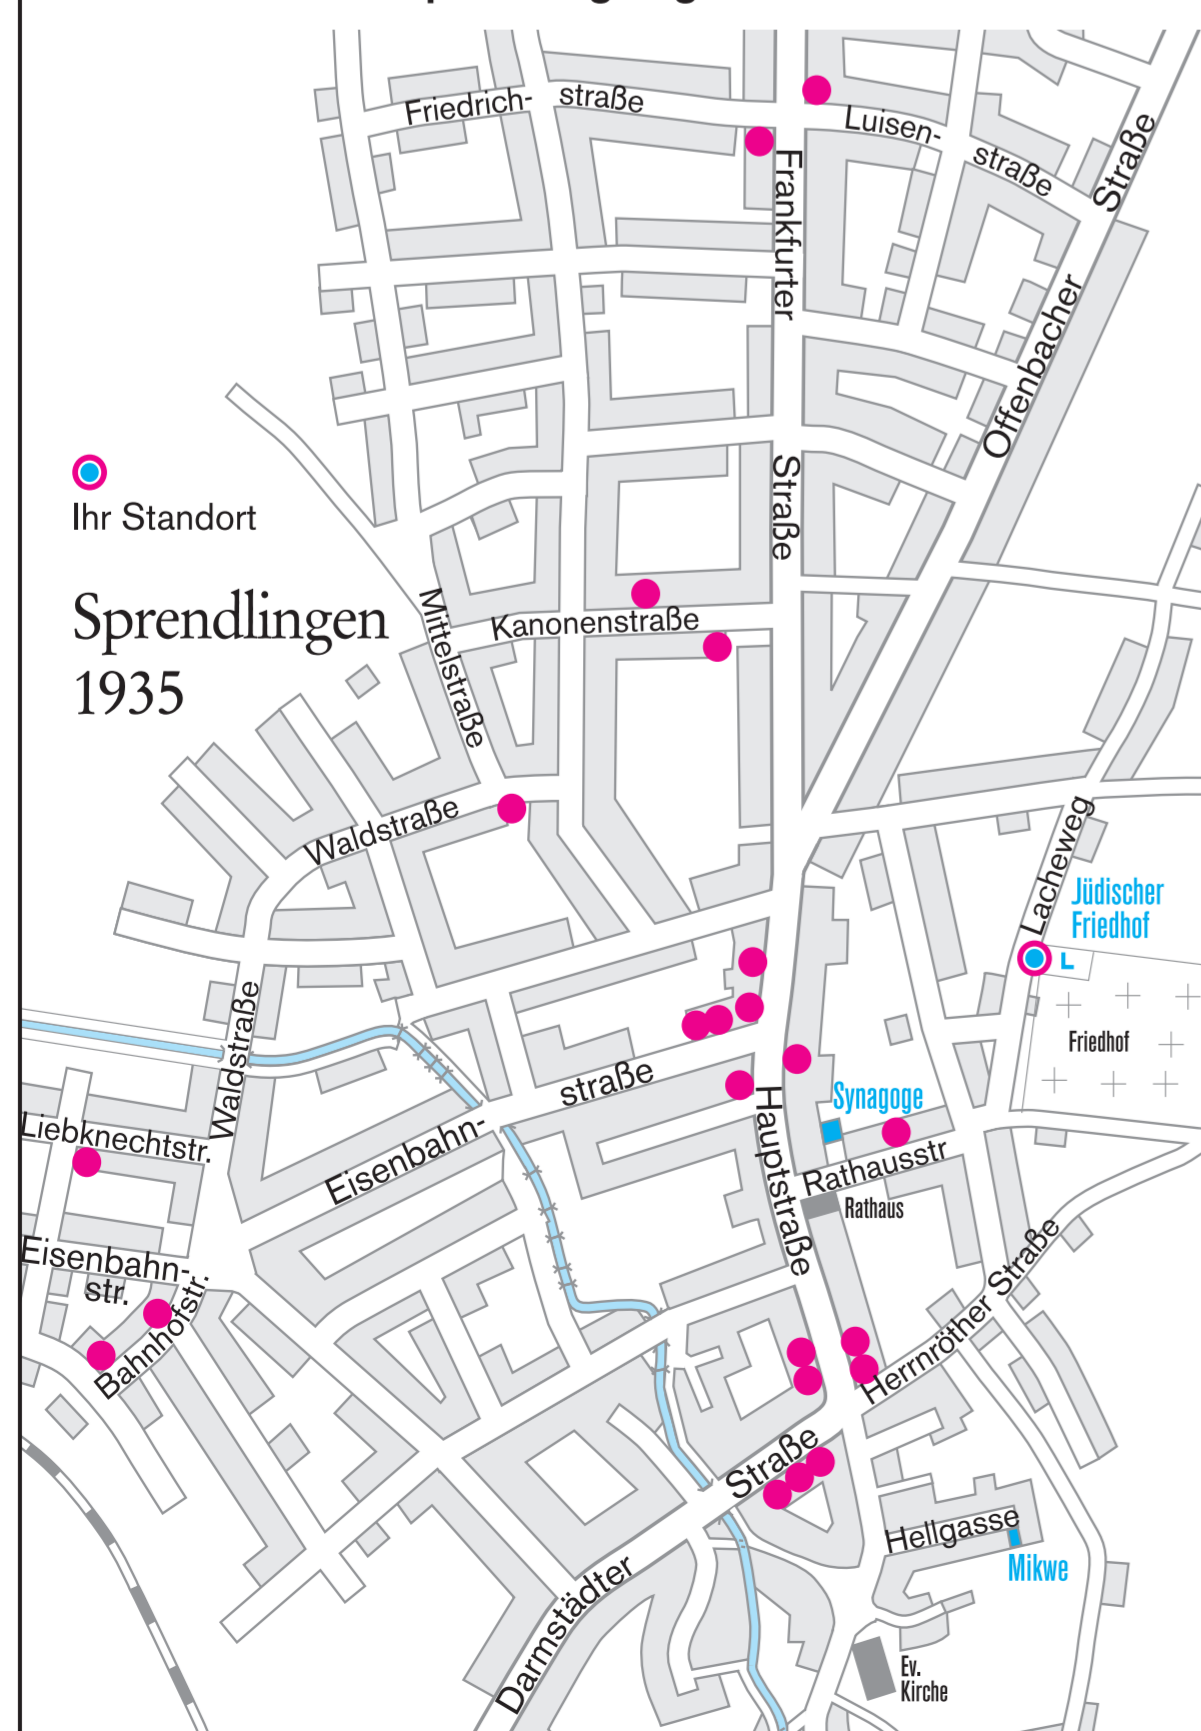 Friedrich- straße
Luisen-
straße
Straße
Frankfurter
Offenbacher
Straße
Ihr Standort
Sprendlingen
1935
Mittelstraße
Kanonenstraße
Waldstraße
Lacheweg
Jüdischer
Friedhof
L
Friedhof
Waldstraße
straße
Synagoge
Hauptstraße
Liebknechtstr.
Eisenbahn-
Rathausstr
Rathaus
Eisenbahn-
str.
Bahnhofstr.
Herrnröther Straße
Straße
Hellgasse
Mikwe
Darmstädter
Ev.
Kirche